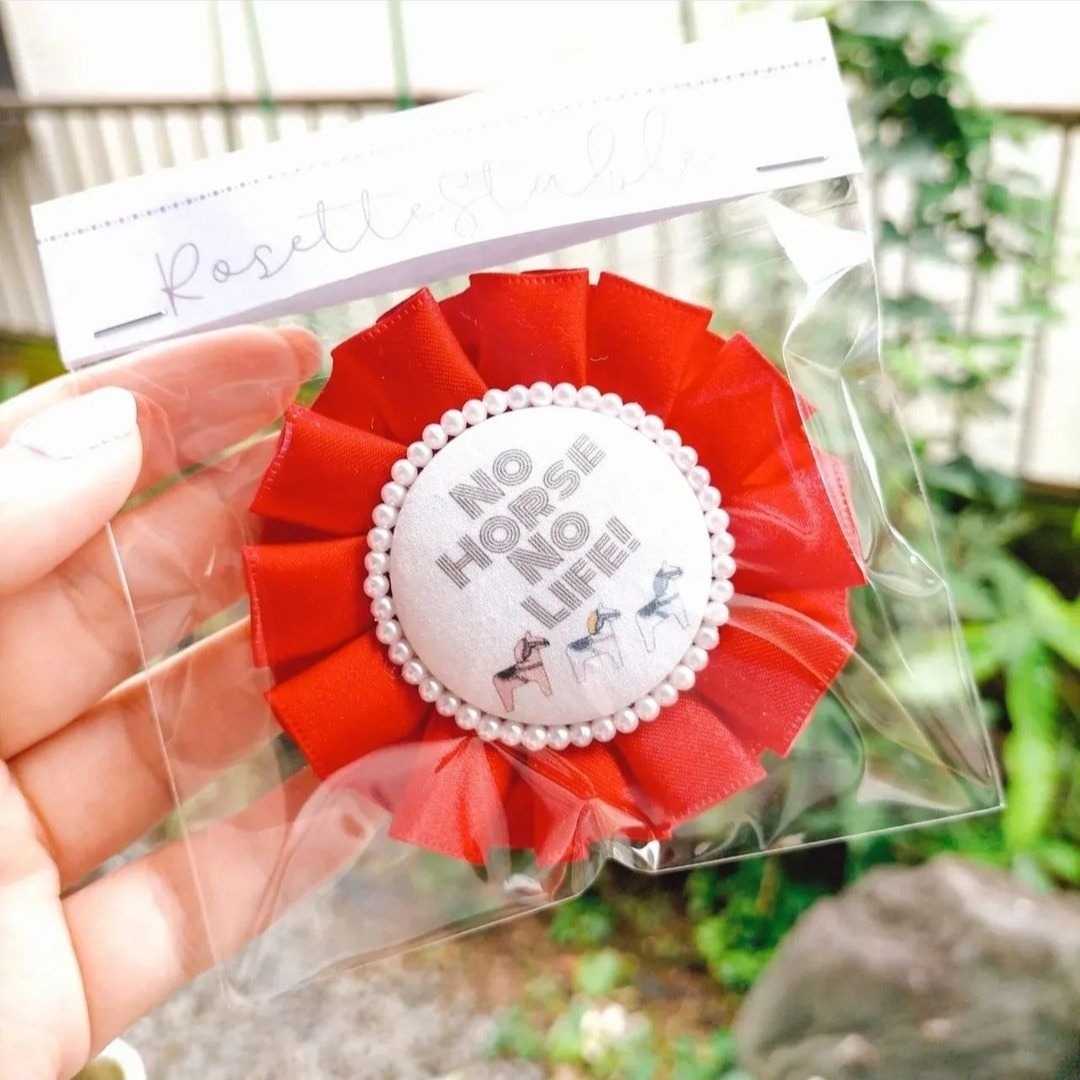 RosetteStable
NO
HORSE
NO
LIFE!